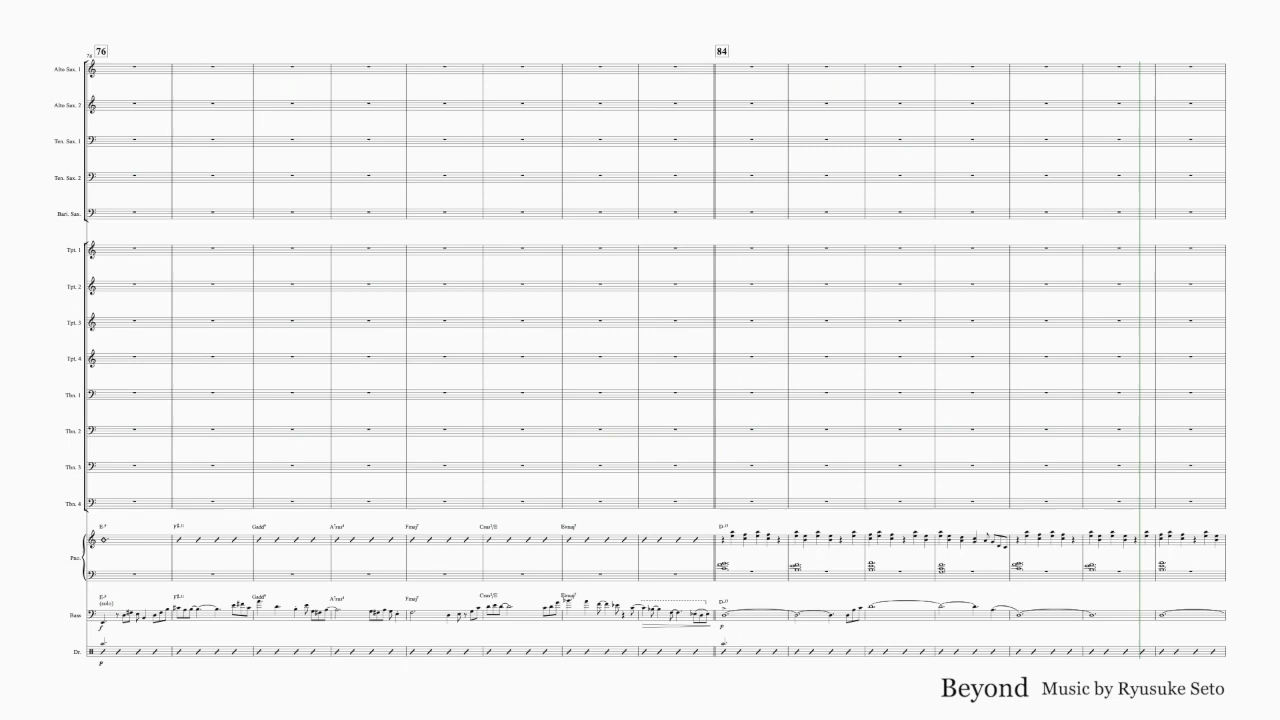 76 84
76
Alto Sax. 1
Alto Sax. 2
Ten. Sax. 1
Ten. Sax. 2
Bari. Sax.
Tpt. 1
Tpt. 2
Tpt. 3
Tpt. 4
Tbn. 1
Tbn. 2
Tbn. 3
Tbn. 4
Pno.
(solo)
Bass
f p
Dr.
p
Beyond Music by Ryusuke Seto